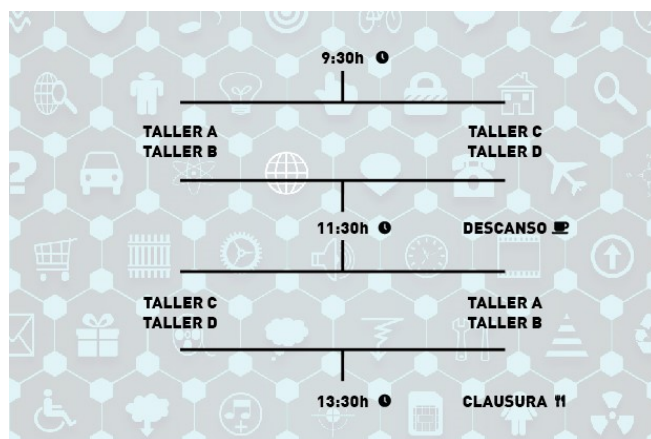 9:30h
TALLER A
TALLER B
TALLER C
TALLER D
11:30h
DESCANSO
TALLER C
TALLER D
TALLER A
TALLER B
13:30h
CLAUSURA